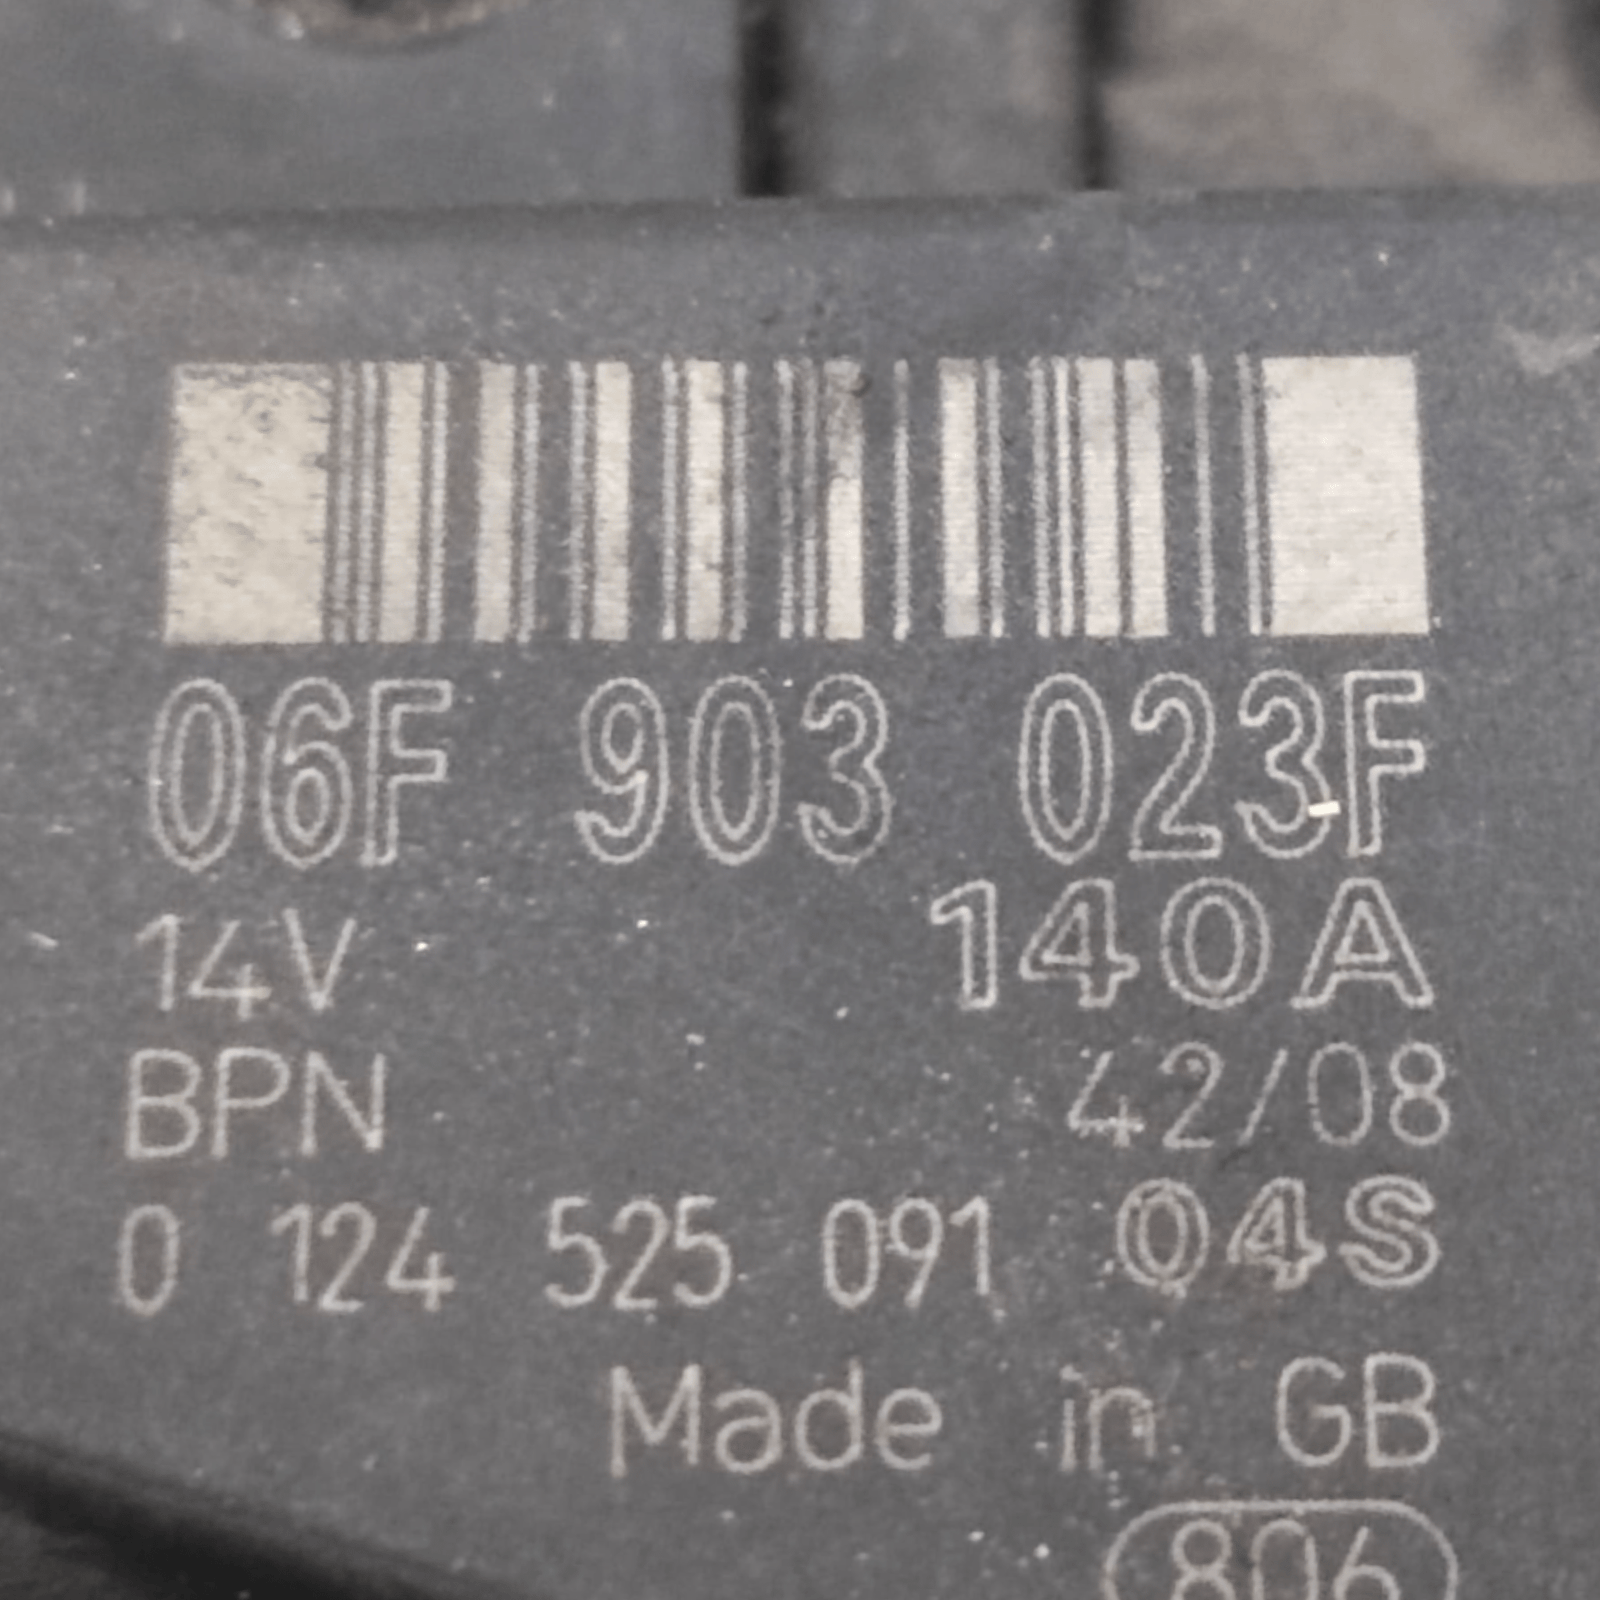 06F 903 023F
14V 140A
BPN 42/08
0 124 525 091 04S
Made in GB
806